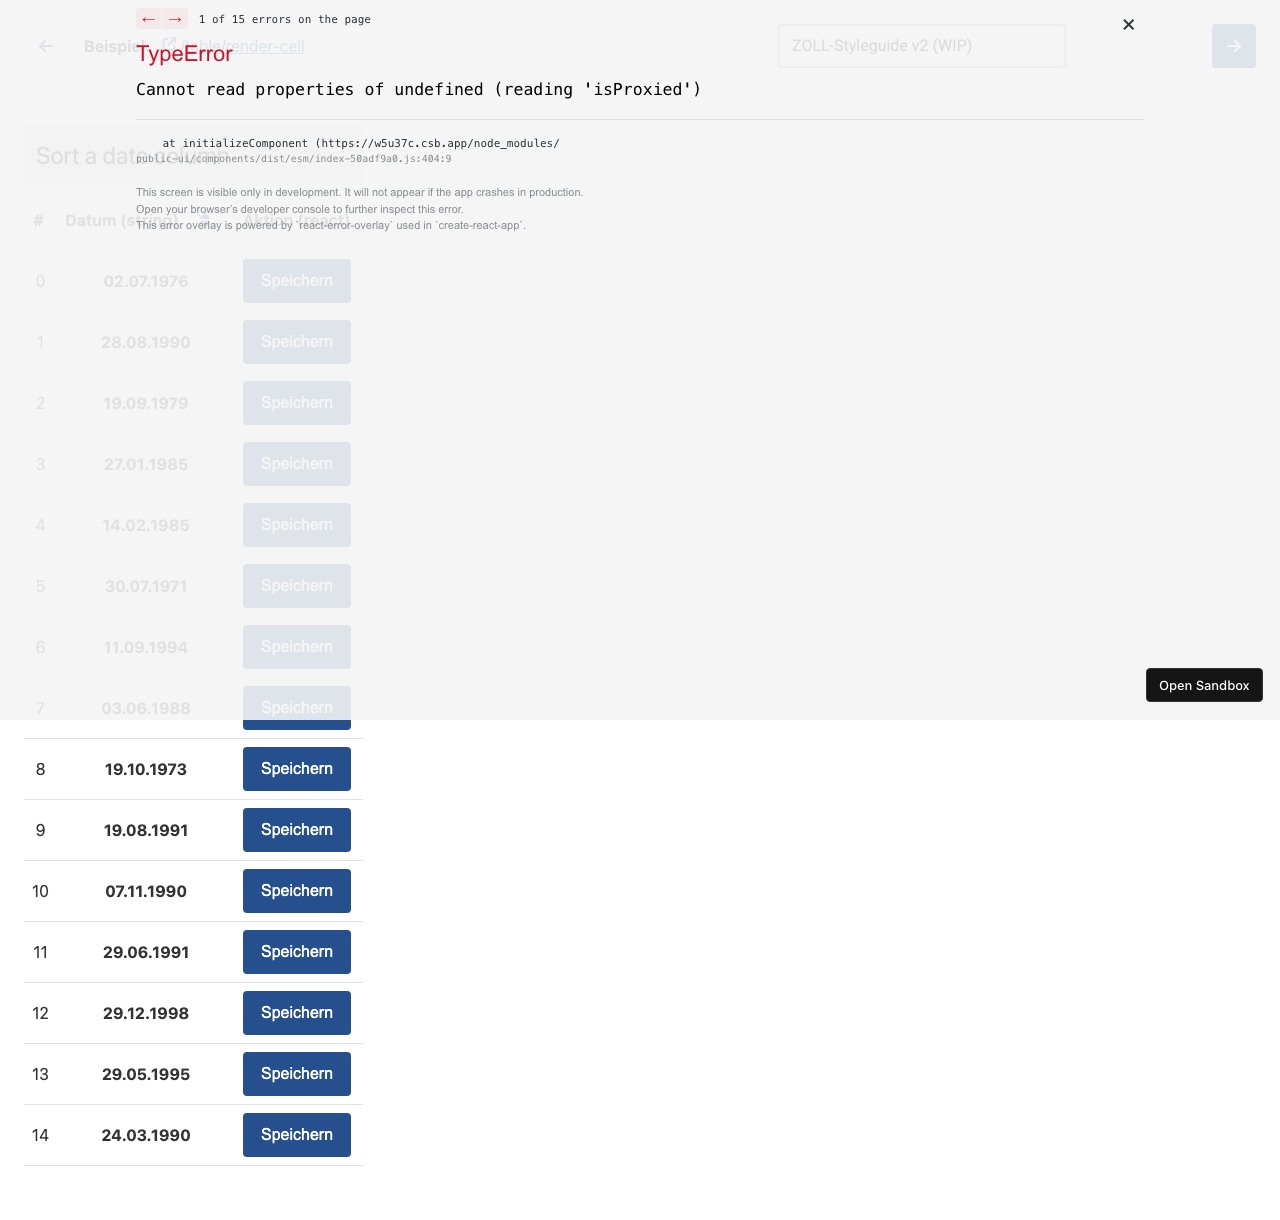 ← → 1 of 15 errors on the page ✕
← Beispiel /table/render-cell ZOLL-Styleguide v2 (WIP) →
TypeError
Cannot read properties of undefined (reading 'isProxied')
at initializeComponent (https://w5u37c.csb.app/node_modules/
public-ui/components/dist/esm/index-50adf9a0.js:404:9
Sort a date column
This screen is visible only in development. It will not appear if the app crashes in production.
Open your browser’s developer console to further inspect this error.
This error overlay is powered by `react-error-overlay` used in `create-react-app`.
# Datum (string) Aktion (react)
0 02.07.1976 Speichern
1 28.08.1990 Speichern
2 19.09.1979 Speichern
3 27.01.1985 Speichern
4 14.02.1985 Speichern
5 30.07.1971 Speichern
6 11.09.1994 Speichern
Open Sandbox
7 03.06.1988 Speichern
8 19.10.1973 Speichern
9 19.08.1991 Speichern
10 07.11.1990 Speichern
11 29.06.1991 Speichern
12 29.12.1998 Speichern
13 29.05.1995 Speichern
14 24.03.1990 Speichern